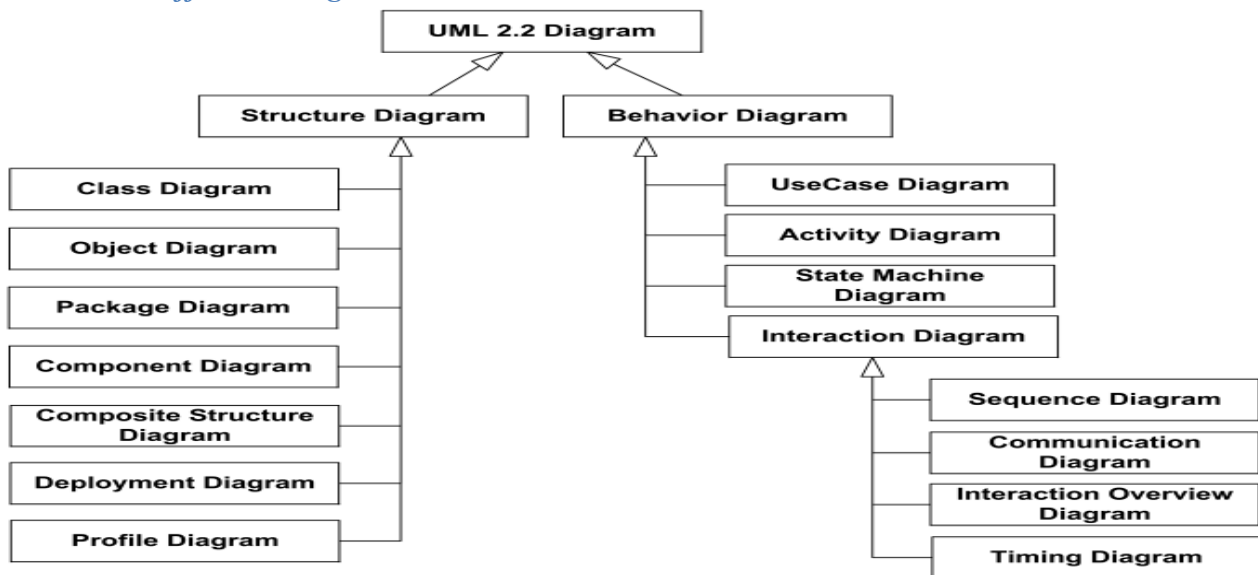 UML 2.2 Diagram
Structure Diagram
Behavior Diagram
Class Diagram
Object Diagram
Package Diagram
Component Diagram
Composite Structure
Diagram
Deployment Diagram
Profile Diagram
UseCase Diagram
Activity Diagram
State Machine
Diagram
Interaction Diagram
Sequence Diagram
Communication
Diagram
Interaction Overview
Diagram
Timing Diagram